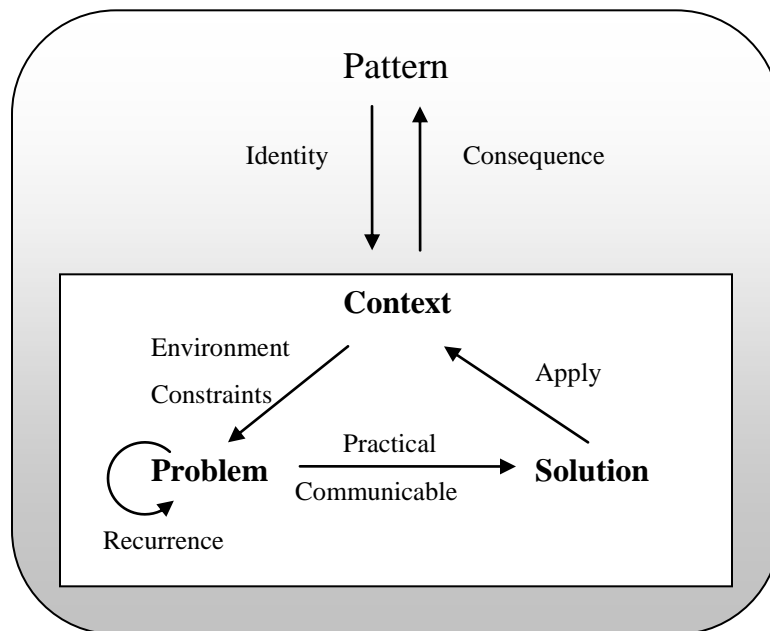 Pattern
Identity
Consequence
Context
Environment
Constraints
Apply
Practical
Problem
Solution
Communicable
Recurrence